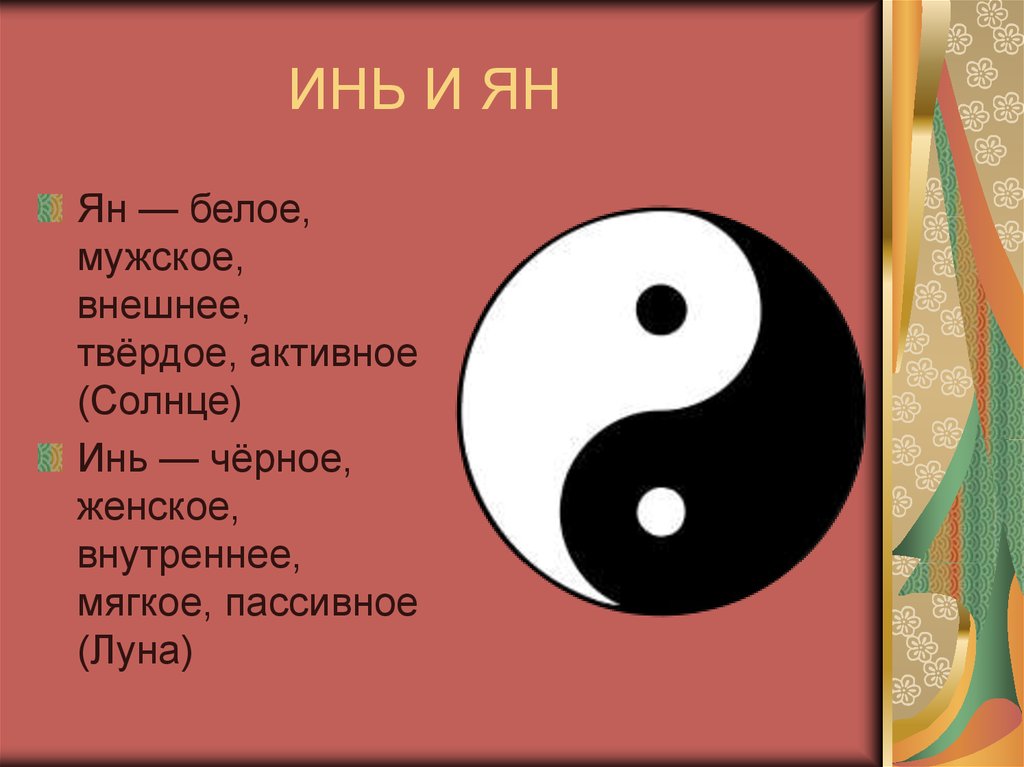 ИНЬ И ЯН
Ян — белое,
мужское,
внешнее,
твёрдое, активное
(Солнце)
Инь — чёрное,
женское,
внутреннее,
мягкое, пассивное
(Луна)